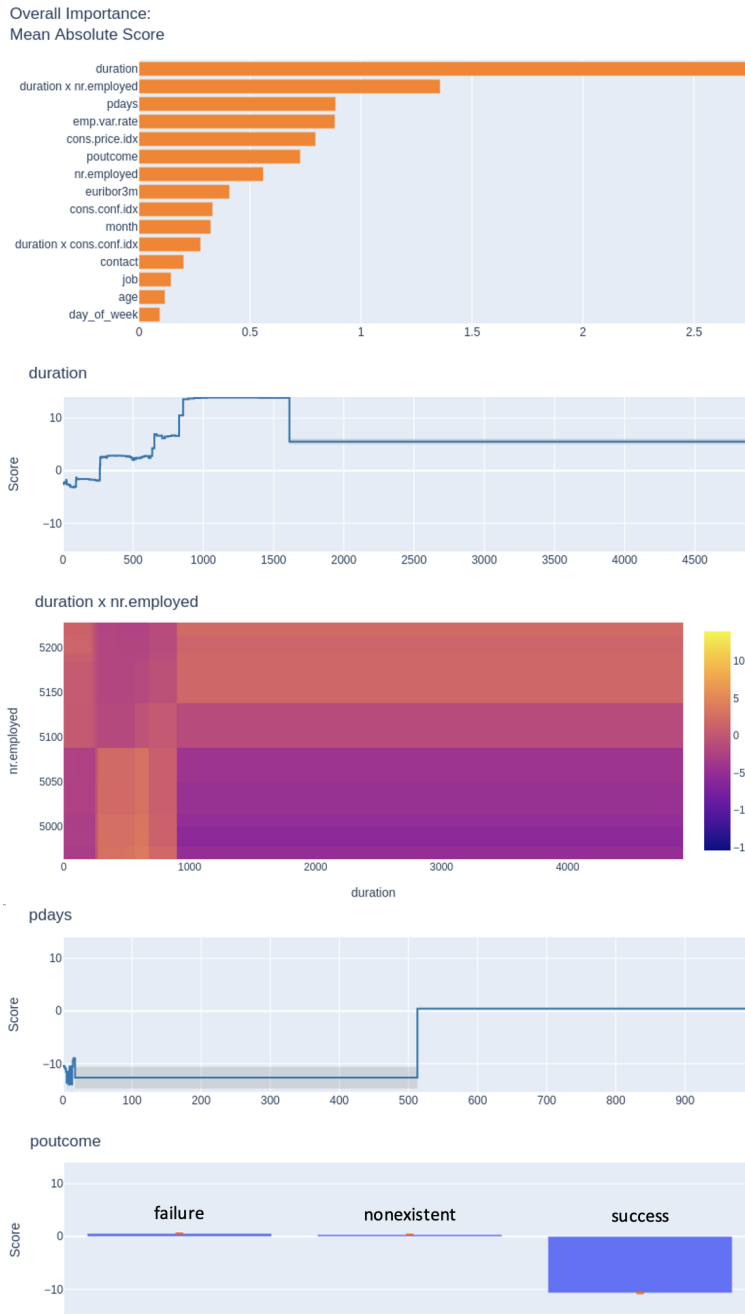 Overall Importance:
Mean Absolute Score
duration
duration x nr.employed
pdays
emp.var.rate
cons.price.idx
poutcome
nr.employed
euribor3m
cons.conf.idx
month
duration x cons.conf.idx
contact
job
age
day_of_week
0 0.5 1 1.5 2 2.5
duration
10
0
−10
Score
0 500 1000 1500 2000 2500 3000 3500 4000 4500
duration x nr.employed
5200
5150
5100
5050
5000
nr.employed
10
5
0
−5
−1
−1
0 1000 2000 3000 4000
duration
pdays
10
0
−10
Score
0 100 200 300 400 500 600 700 800 900
poutcome
10
0
−10
Score
failure nonexistent success